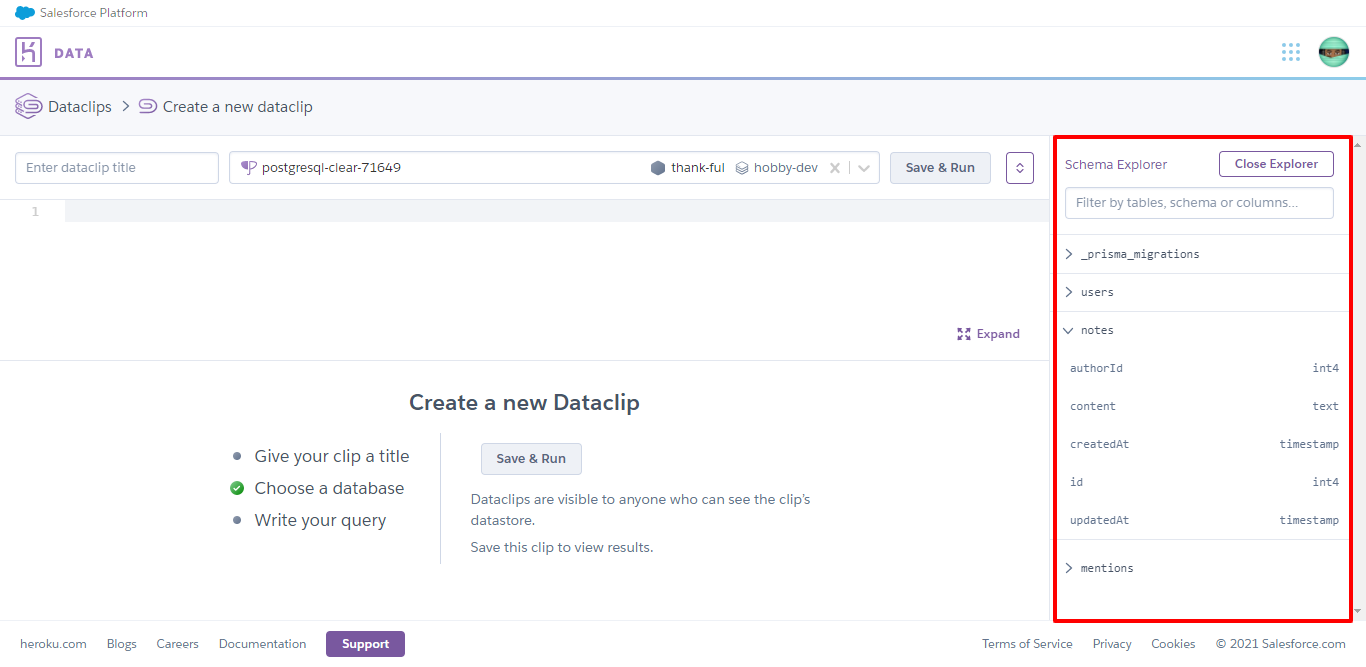 Salesforce Platform
DATA
Dataclips > Create a new dataclip
Enter dataclip title
postgresql-clear-71649 thank-ful hobby-dev Save & Run
1
Expand
Create a new Dataclip
Give your clip a title
Choose a database
Write your query
Save & Run
Dataclips are visible to anyone who can see the clip's
datastore.
Save this clip to view results.
Schema Explorer Close Explorer
Filter by tables, schema or columns...
_prisma_migrations
users
notes
authorId int4
content text
createdAt timestamp
id int4
updatedAt timestamp
mentions
heroku.com Blogs Careers Documentation Support Terms of Service Privacy Cookies © 2021 Salesforce.com